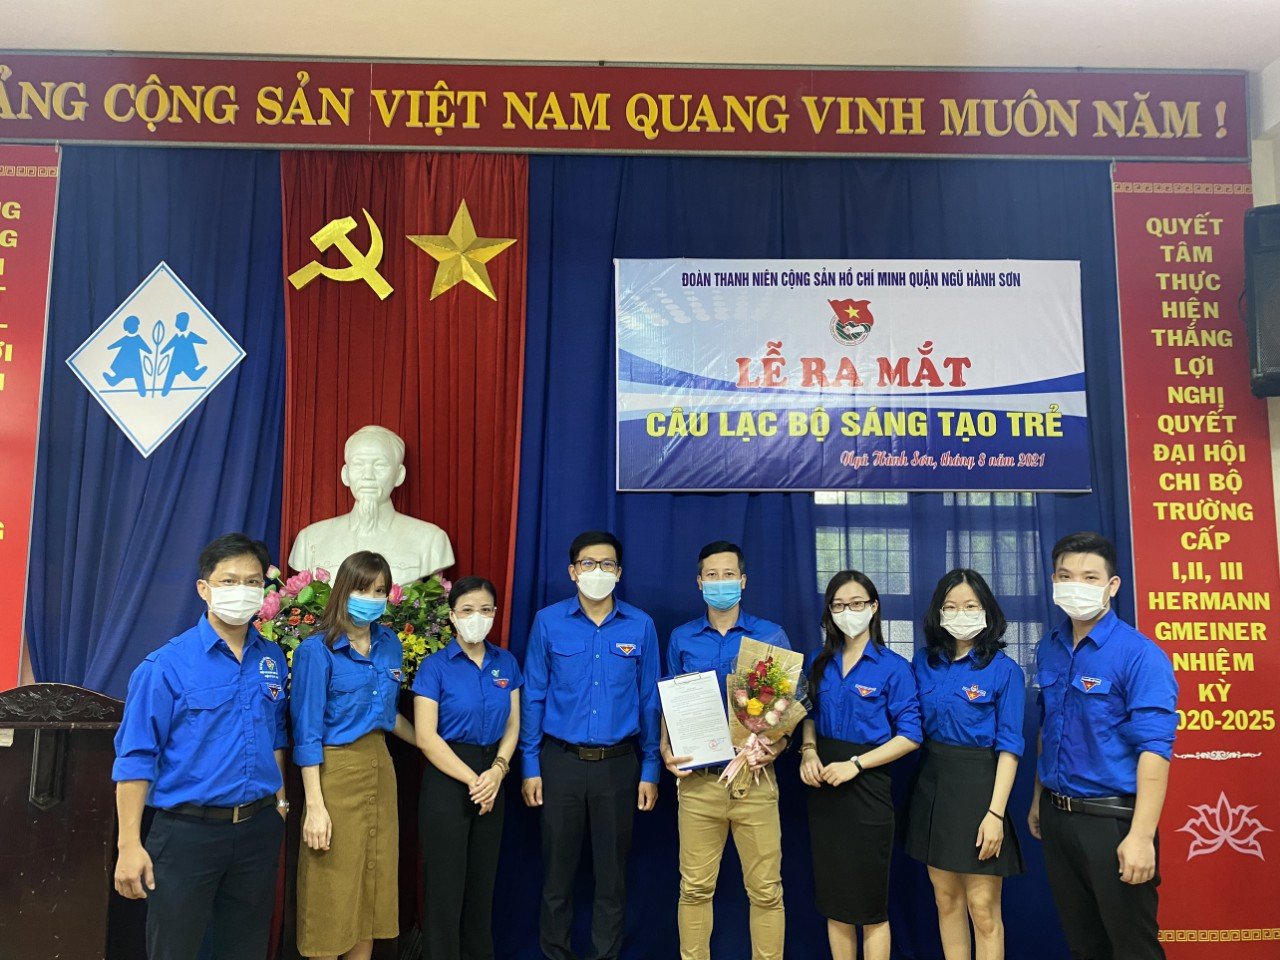 ẢNG CỘNG SẢN VIỆT NAM QUANG VINH MUÔN NĂM !
ĐOÀN THANH NIÊN CỘNG SẢN HỒ CHÍ MINH QUẬN NGŨ HÀNH SƠN
LỄ RA MẮT
CÂU LẠC BỘ SÁNG TẠO TRẺ
Ngũ Hành Sơn, tháng 8 năm 2021
QUYẾT
TÂM
THỰC
HIỆN
THẮNG
LỢI
NGHỊ
QUYẾT
ĐẠI HỘI
CHI BỘ
TRƯỜNG
CẤP
I,II, III
HERMANN
GMEINER
NHIỆM
KỲ
2020-2025